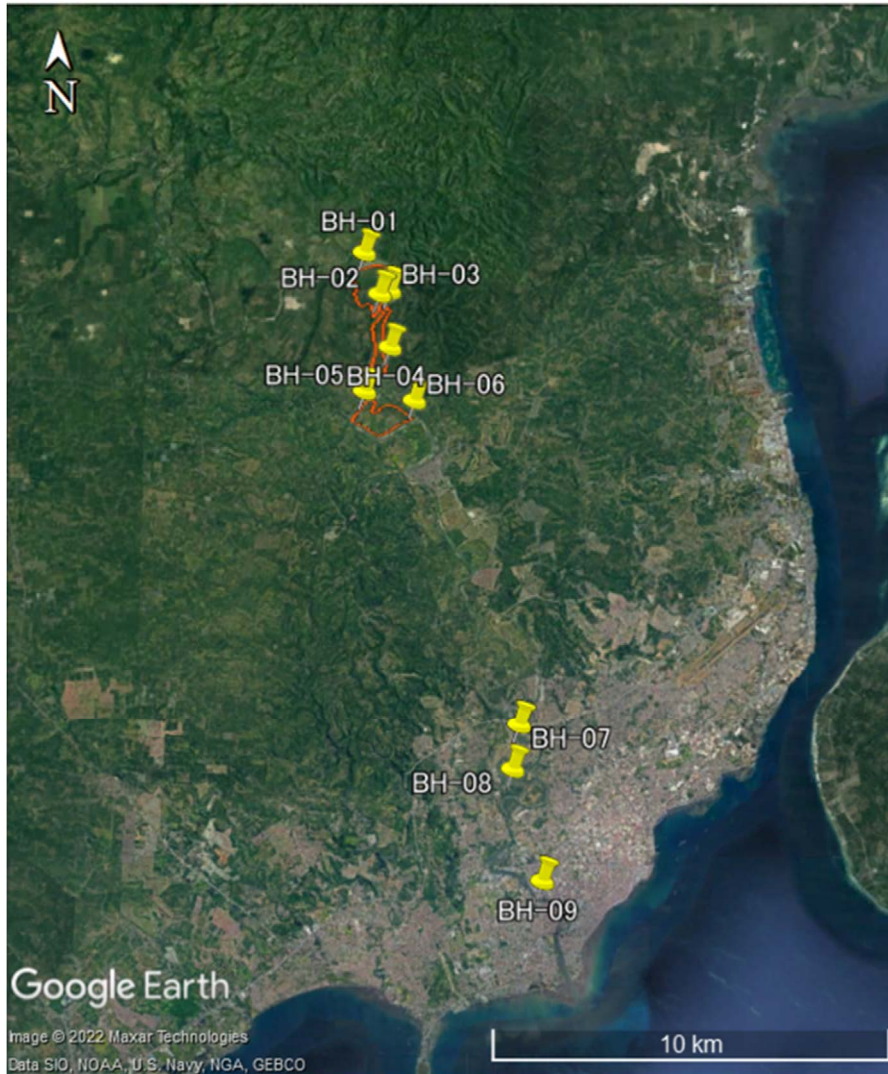 N
BH-01
BH-02 BH-03
BH-05 BH-04 BH-06
BH-07
BH-08
BH-09
Google Earth
Image © 2022 Maxar Technologies
10 km
Data SIO, NOAA, U.S. Navy, NGA, GEBCO